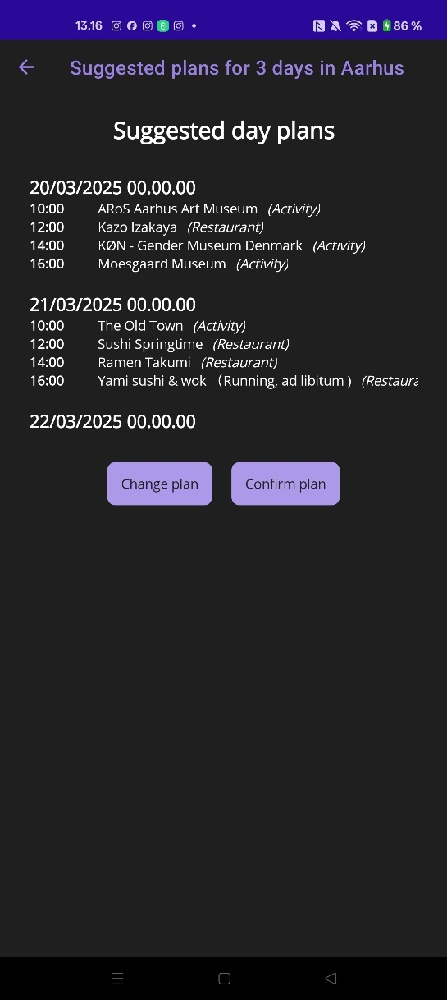 13.16 86 %
Suggested plans for 3 days in Aarhus
Suggested day plans
20/03/2025 00.00.00
10:00 ARoS Aarhus Art Museum (Activity)
12:00 Kazo Izakaya (Restaurant)
14:00 KØN - Gender Museum Denmark (Activity)
16:00 Moesgaard Museum (Activity)
21/03/2025 00.00.00
10:00 The Old Town (Activity)
12:00 Sushi Springtime (Restaurant)
14:00 Ramen Takumi (Restaurant)
16:00 Yami sushi & wok （Running, ad libitum ) (Restaura
22/03/2025 00.00.00
Change plan Confirm plan